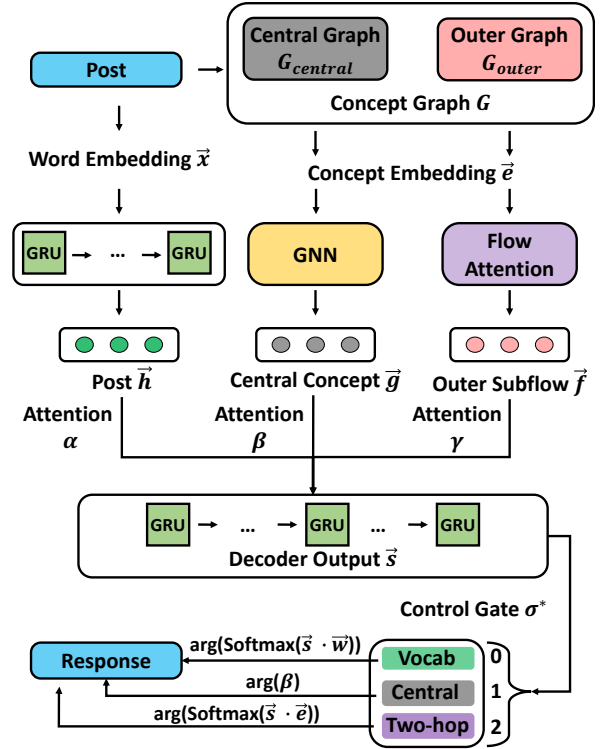 Post
Central Graph
G_central
Outer Graph
G_outer
Concept Graph G
Word Embedding x⃗
Concept Embedding e⃗
GRU ... GRU
GNN
Flow
Attention
Post h⃗
Central Concept g⃗
Outer Subflow f⃗
Attention
α
Attention
β
Attention
γ
GRU ... GRU ... GRU
Decoder Output s⃗
Control Gate σ*
arg(Softmax(s⃗ · w⃗))
Response
Vocab 0
arg(β)
Central 1
arg(Softmax(s⃗ · e⃗))
Two-hop 2